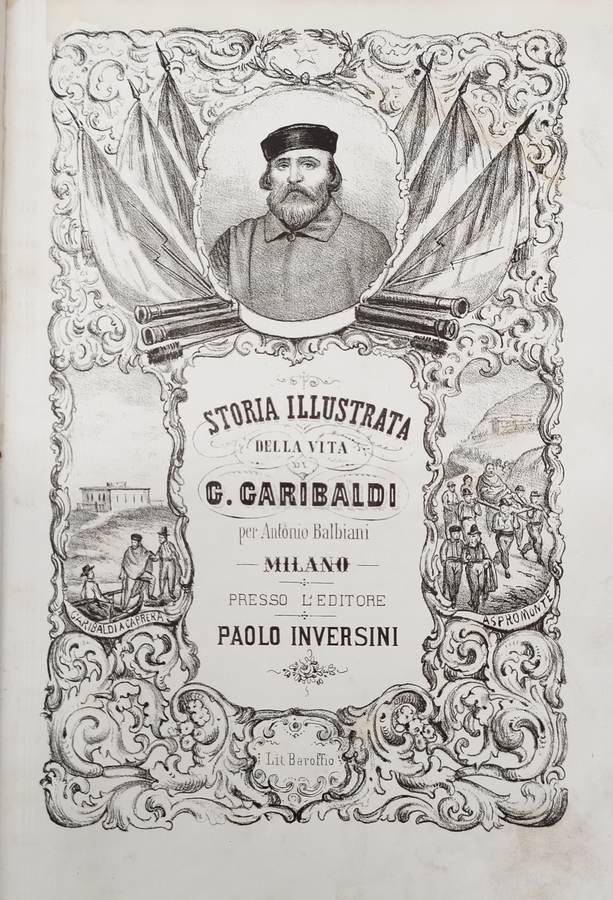 STORIA ILLUSTRATA
DELLA VITA
DI
G. GARIBALDI
per Antonio Balbiani
MILANO
PRESSO L'EDITORE
PAOLO INVERSINI
GARIBALDI A CAPRERA
ASPROMONTE
Lit. Baroffio